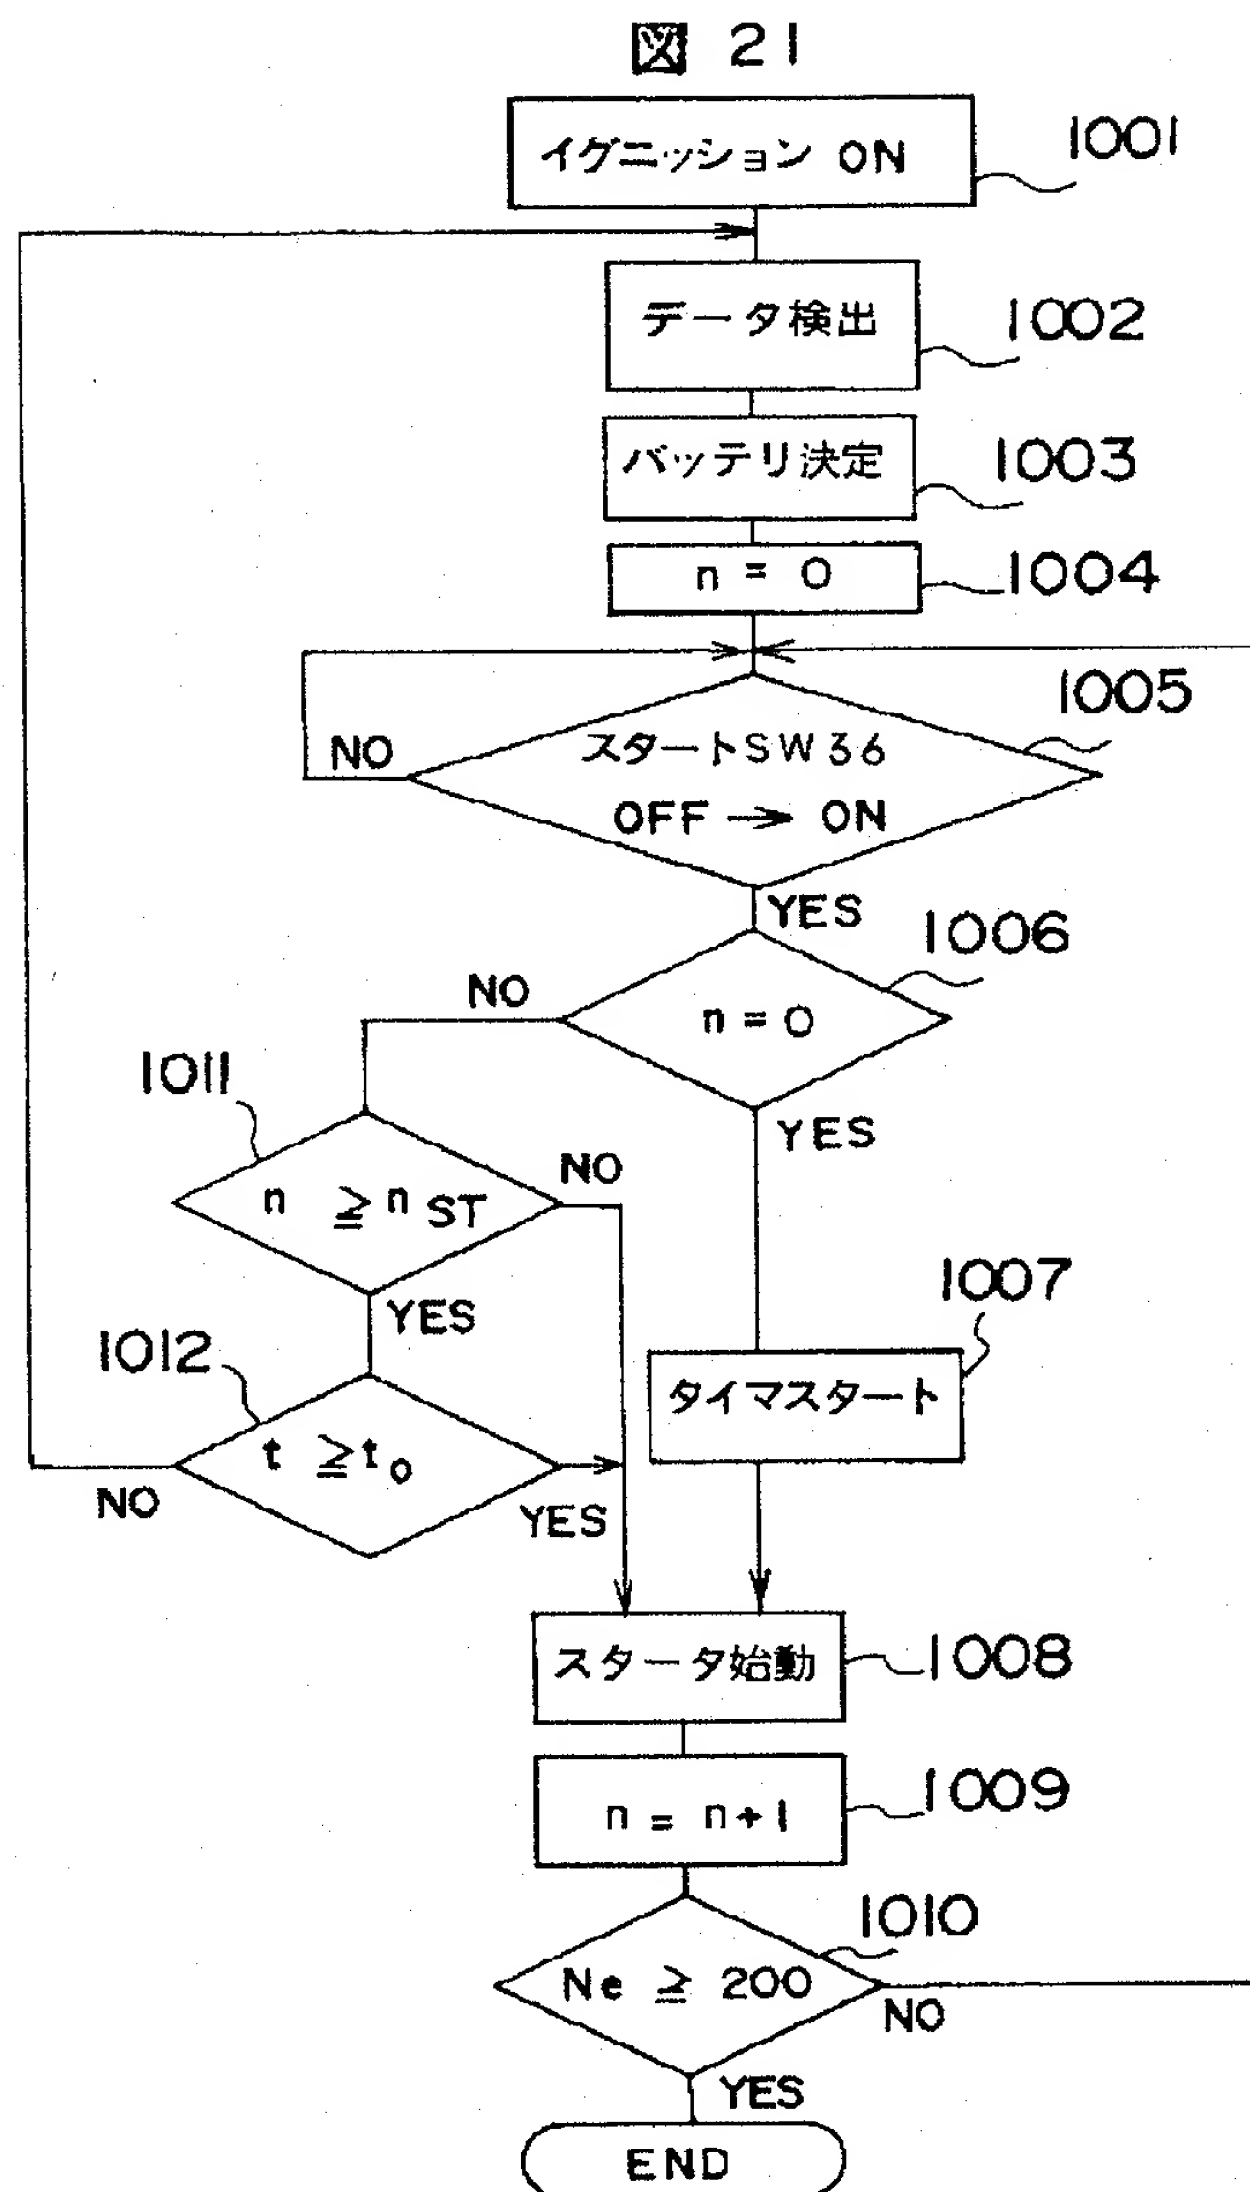 図 21
イグニッション ON
1001
データ検出
1002
バッテリ決定
1003
n = 0
1004
1005
スタートSW36
NO
OFF → ON
YES
1006
NO
n = 0
1011
YES
NO
n ≧ n ST
1007
YES
1012
タイマスタート
t ≧ t0
NO
YES
スタータ始動
1008
n = n+1
1009
1010
Ne ≧ 200
NO
YES
END